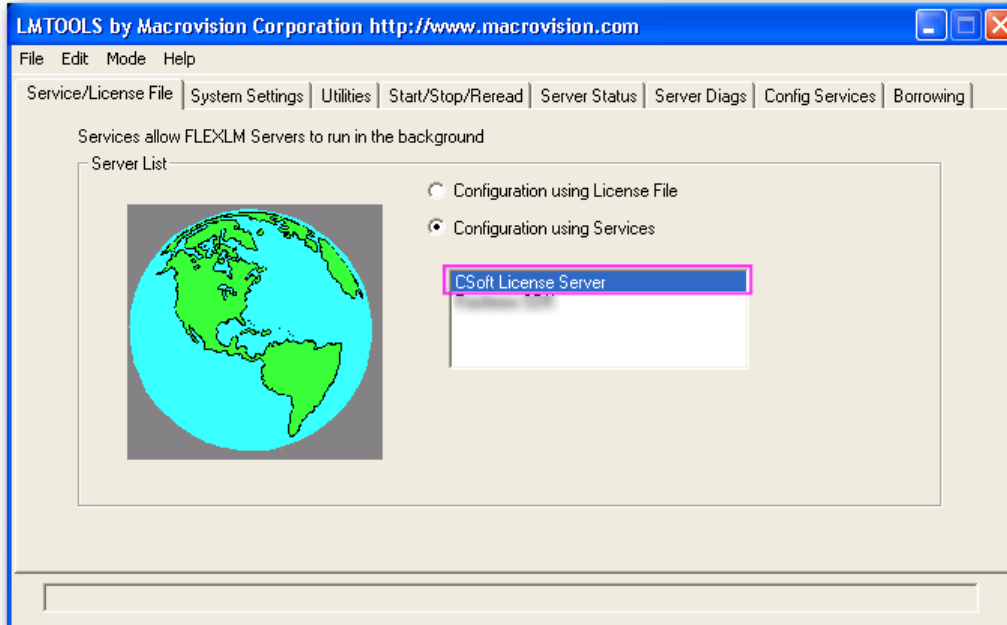 LMTOOLS by Macrovision Corporation http://www.macrovision.com
File Edit Mode Help
Service/License File System Settings Utilities Start/Stop/Reread Server Status Server Diags Config Services Borrowing
Services allow FLEXLM Servers to run in the background
Server List
Configuration using License File
Configuration using Services
CSoft License Server